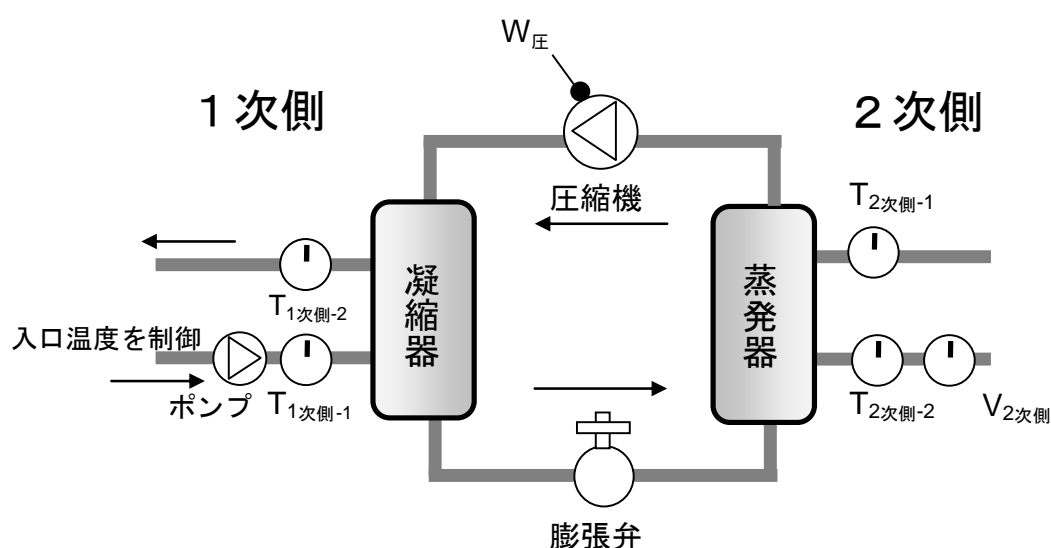 W圧
１次側
２次側
圧縮機
T2次側-1
凝縮器
蒸発器
T1次側-2
入口温度を制御
ポンプ
T1次側-1
T2次側-2
V2次側
膨張弁